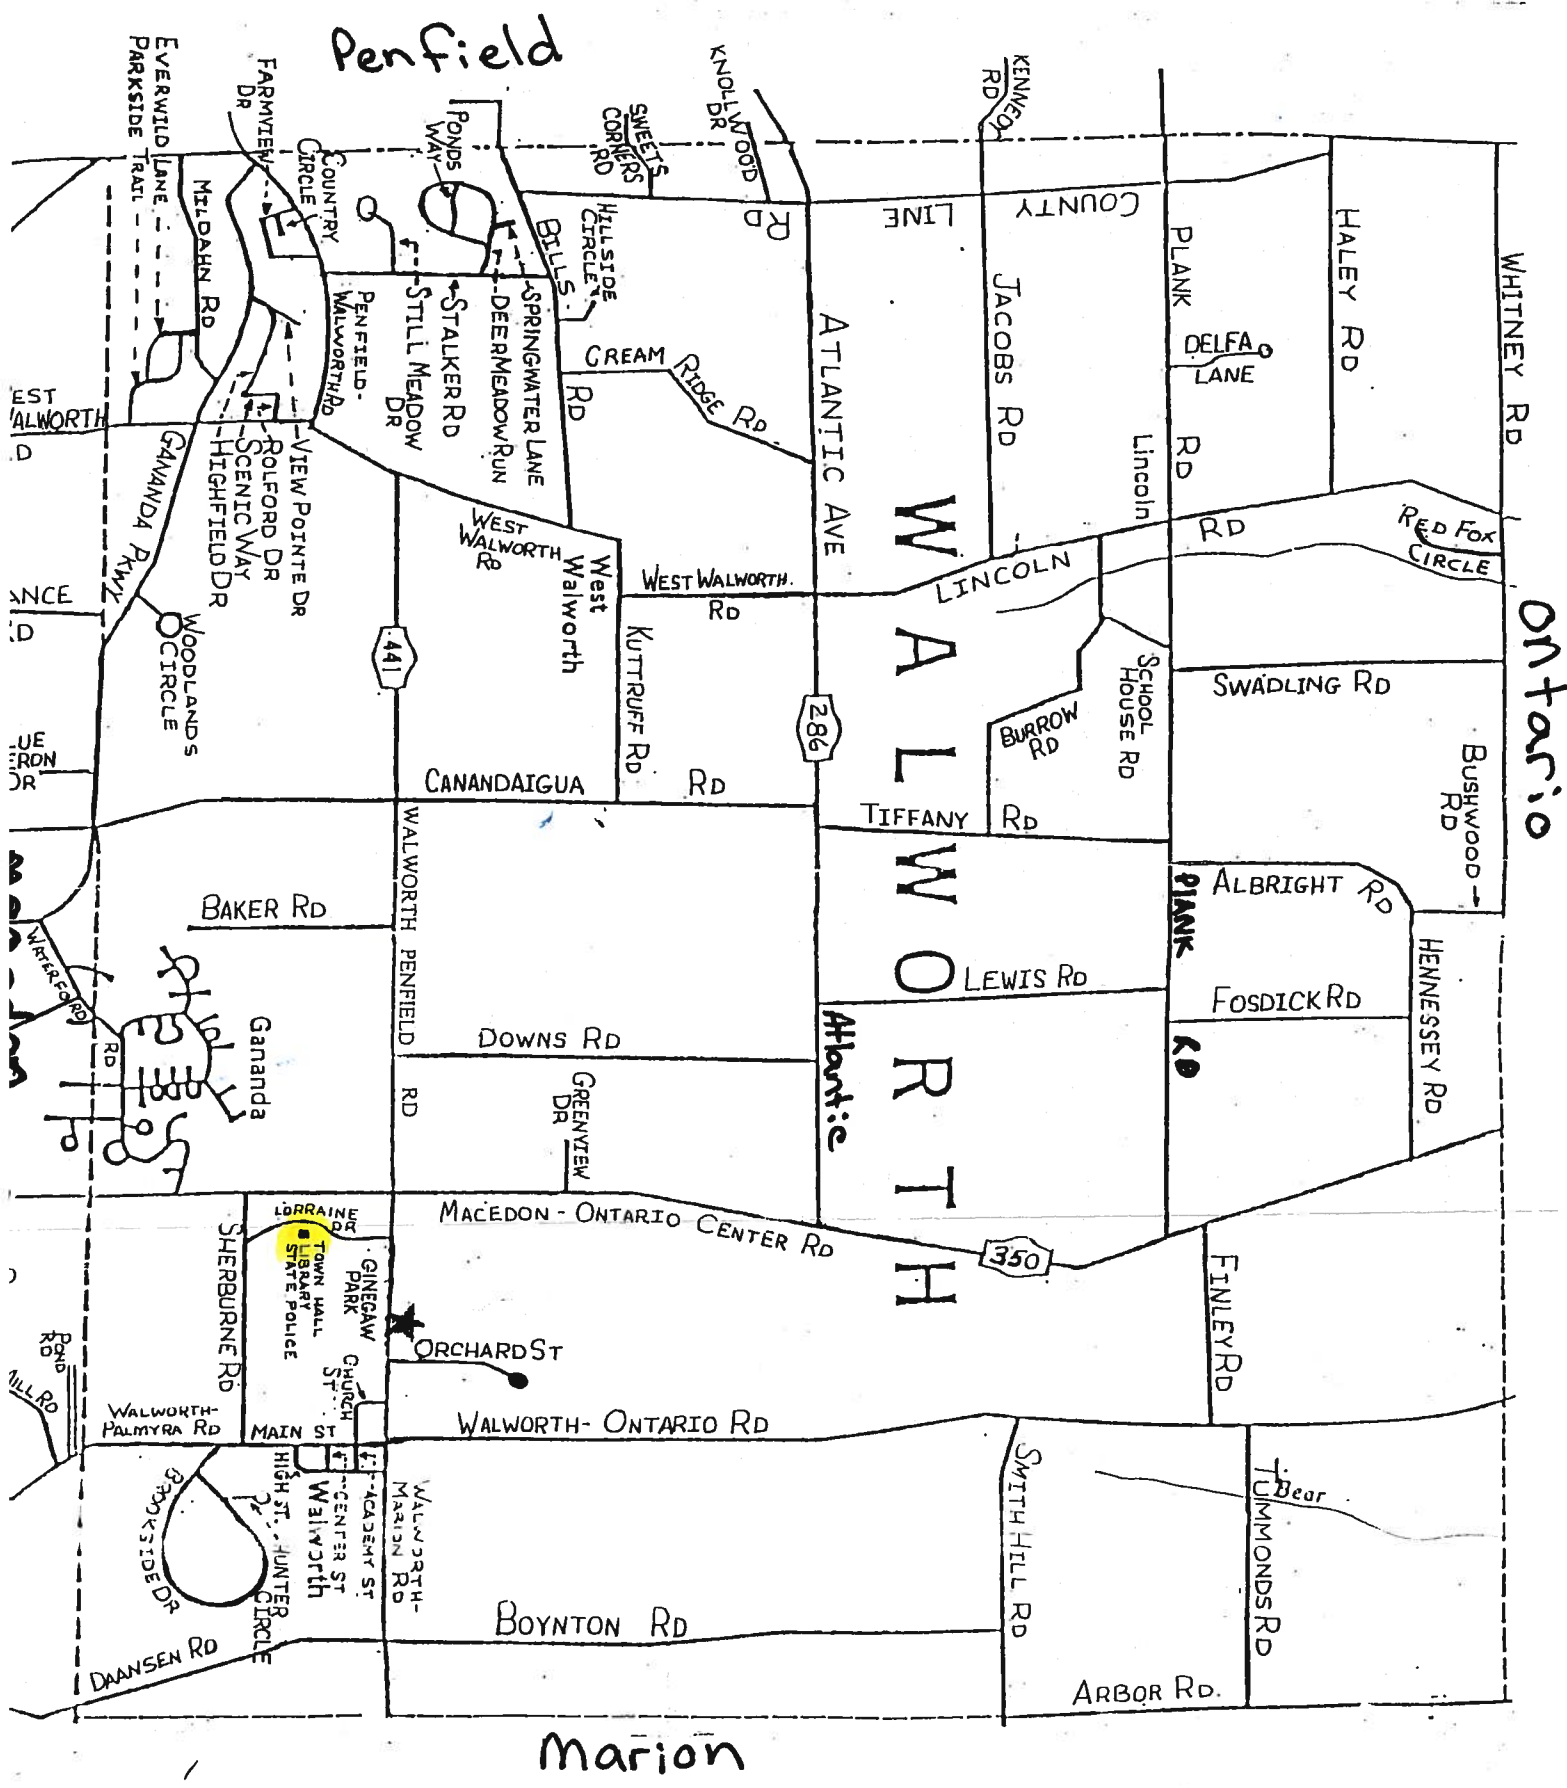 Penfield
EVERWILD LANE
PARKSIDE TRAIL
FARMVIEW
DR
COUNTRY
CIRCLE
PONDS
WAY
SWEETS
CORNERS
RD
KNOLLWOOD
DR
KENNEDY
RD
MILDAHN RD
HILLSIDE
CIRCLE
BILLS
RD
COUNTY
LINE
RD
PLANK
RD
HALEY RD
WHITNEY RD
DELFA
LANE
JACOBS RD
ATLANTIC AVE
CREAM
RIDGE RD.
PENFIELD-
WALWORTH RD
STILL MEADOW
DR
STALKER RD
DEER MEADOW RUN
SPRINGWATER LANE
EST
ALWORTH
D
GANANDA PKWY
HIGHFIELD DR
SCENIC WAY
ROLFORD DR
VIEW POINTE DR
WEST
WALWORTH
RD
West
Walworth
WEST WALWORTH.
RD
Lincoln
LINCOLN
RD
RED FOX
CIRCLE
Ontario
ANCE
D
WOODLANDS
CIRCLE
441
KUTTRUFF RD
286
BURROW
RD
SCHOOL
HOUSE RD
SWADLING RD
BUSHWOOD
RD
UE
RON
DR
CANANDAIGUA
RD
TIFFANY
RD
WALWORTH
ALBRIGHT
RD
PLANK
RD
BAKER RD
WALWORTH PENFIELD
RD
WATERFORD
RD
Gananda
DOWNS RD
GREENVIEW
DR
LEWIS RD
Atlantic
FOSDICK RD
HENNESSEY RD
MACEDON - ONTARIO CENTER RD
350
SHERBURNE RD
LORRAINE
DR
TOWN HALL
LIBRARY
STATE POLICE
GINEGAW
PARK
ORCHARD ST
CHURCH
ST
FINLEY RD
POND
RD
MILL RD
WALWORTH-
PALMYRA RD
MAIN ST
WALWORTH - ONTARIO RD
BROOKSIDE DR
HIGH ST.
HUNTER
CIRCLE
Walworth
CENTER ST
ACADEMY ST
WALWORTH-
MARION RD
SMITH HILL RD
Bear
TUMMONDS RD
BOYNTON RD
DAANSEN RD
ARBOR RD.
Marion